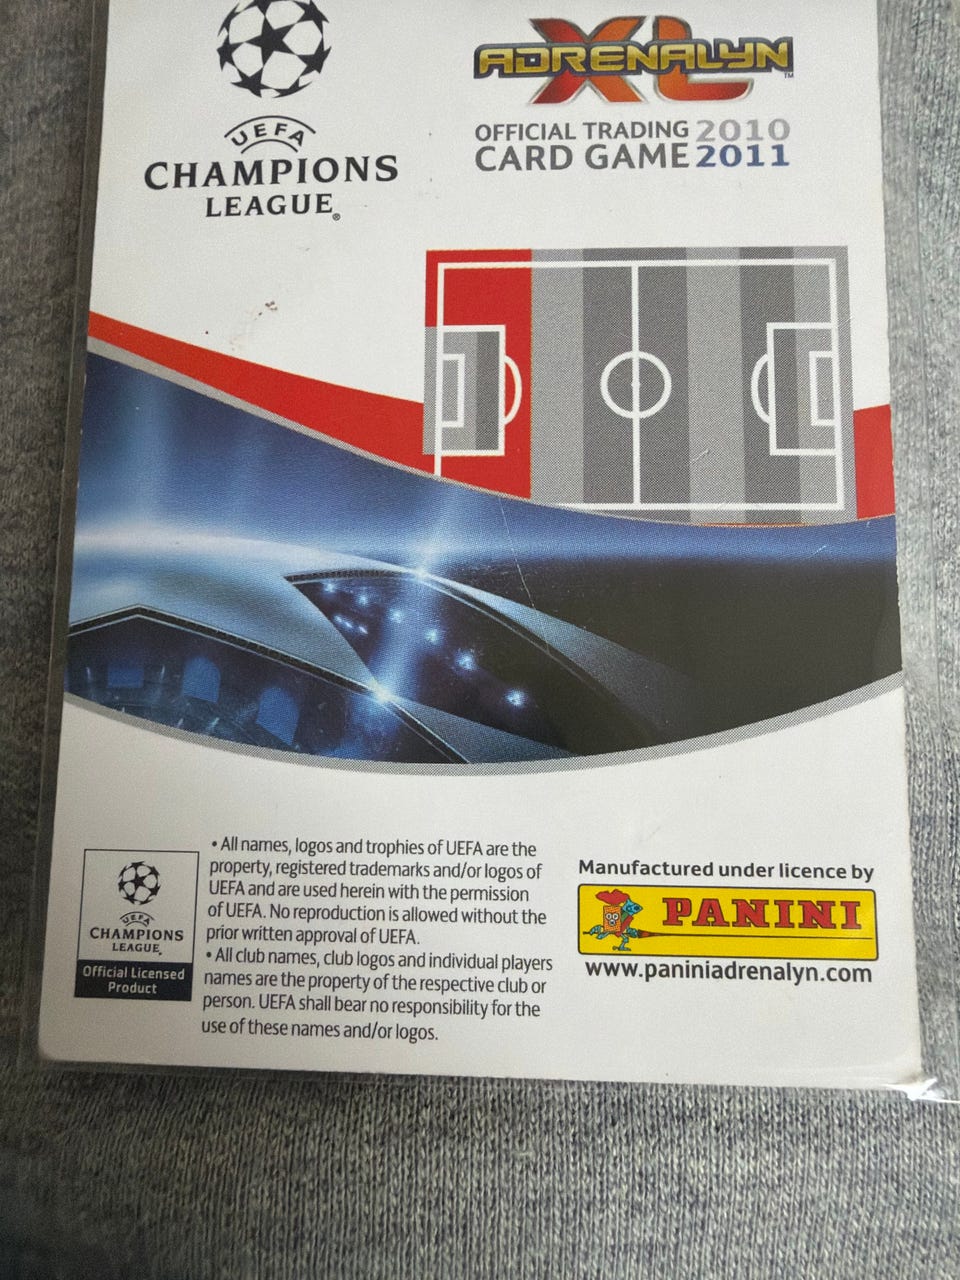 UEFA
CHAMPIONS
LEAGUE®
ADRENALYN XL™
OFFICIAL TRADING 2010
CARD GAME 2011
• All names, logos and trophies of UEFA are the
property, registered trademarks and/or logos of
UEFA and are used herein with the permission
of UEFA. No reproduction is allowed without the
prior written approval of UEFA.
• All club names, club logos and individual players
names are the property of the respective club or
person. UEFA shall bear no responsibility for the
use of these names and/or logos.
UEFA
CHAMPIONS
LEAGUE
Official Licensed
Product
Manufactured under licence by
PANINI
www.paniniadrenalyn.com